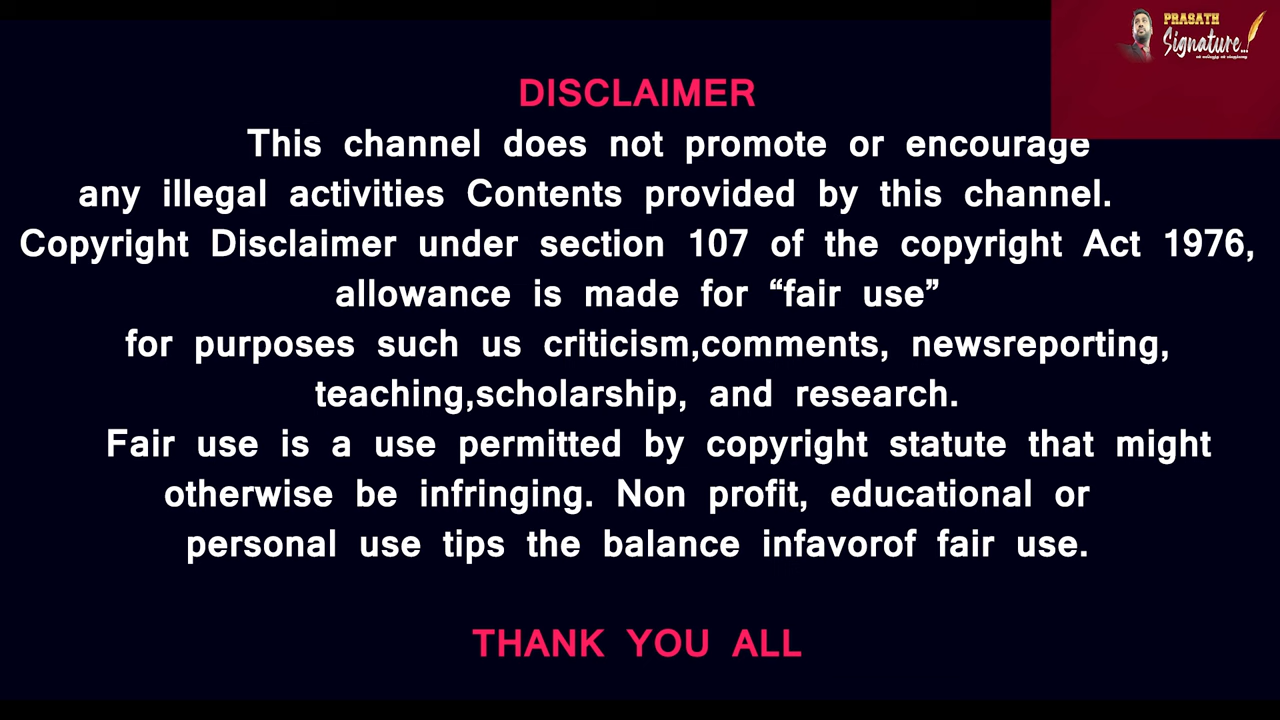 PRASATH
Signature...!
DISCLAIMER
This channel does not promote or encourage
any illegal activities Contents provided by this channel.
Copyright Disclaimer under section 107 of the copyright Act 1976,
allowance is made for “fair use”
for purposes such us criticism,comments, newsreporting,
teaching,scholarship, and research.
Fair use is a use permitted by copyright statute that might
otherwise be infringing. Non profit, educational or
personal use tips the balance infavorof fair use.
THANK YOU ALL